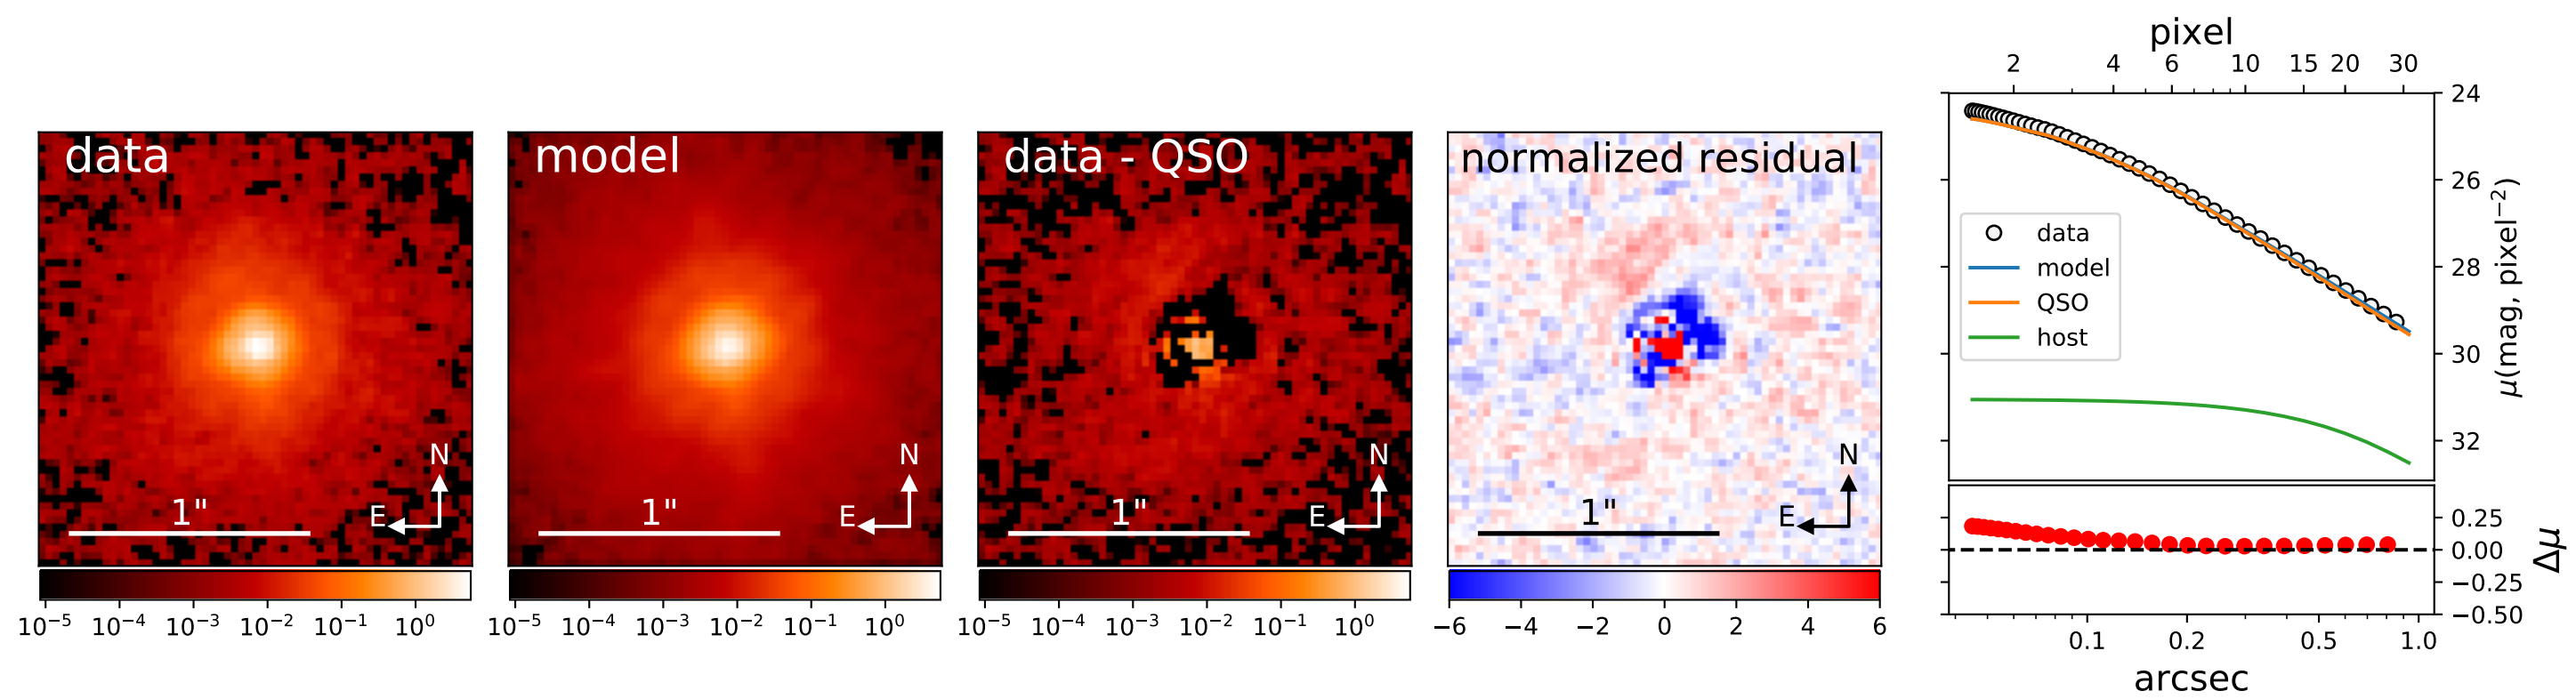 data
N
E
1"
10⁻⁵ 10⁻⁴ 10⁻³ 10⁻² 10⁻¹ 10⁰
model
N
E
1"
10⁻⁵ 10⁻⁴ 10⁻³ 10⁻² 10⁻¹ 10⁰
data - QSO
N
E
1"
10⁻⁵ 10⁻⁴ 10⁻³ 10⁻² 10⁻¹ 10⁰
normalized residual
N
E
1"
−6 −4 −2 0 2 4 6
pixel
2 4 6 10 15 20 30
24
26
28
30
32
μ(mag, pixel⁻²)
data
model
QSO
host
0.25
0.00
−0.25
−0.50
Δμ
0.1 0.2 0.5 1.0
arcsec